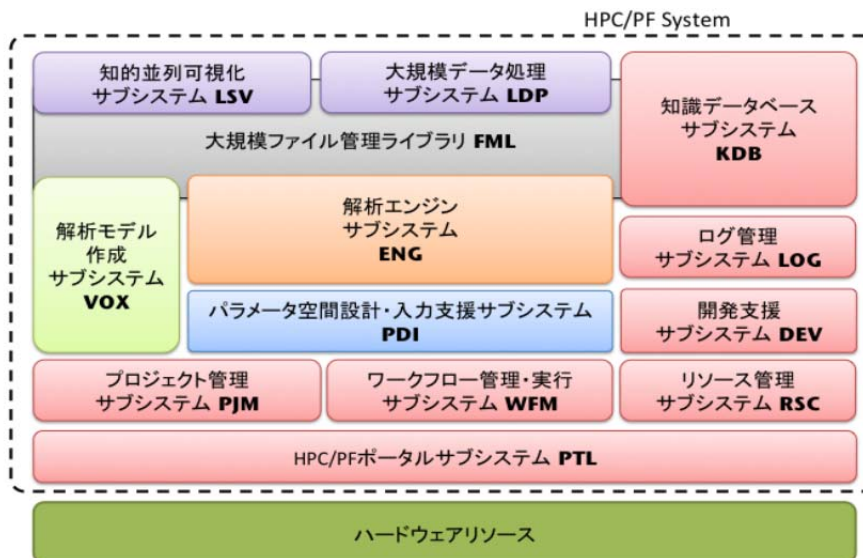 HPC/PF System
知的並列可視化
サブシステム LSV
大規模データ処理
サブシステム LDP
知識データベース
サブシステム
KDB
大規模ファイル管理ライブラリ FML
解析モデル
作成
サブシステム
VOX
解析エンジン
サブシステム
ENG
ログ管理
サブシステム LOG
パラメータ空間設計・入力支援サブシステム
PDI
開発支援
サブシステム DEV
プロジェクト管理
サブシステム PJM
ワークフロー管理・実行
サブシステム WFM
リソース管理
サブシステム RSC
HPC/PFポータルサブシステム PTL
ハードウェアリソース